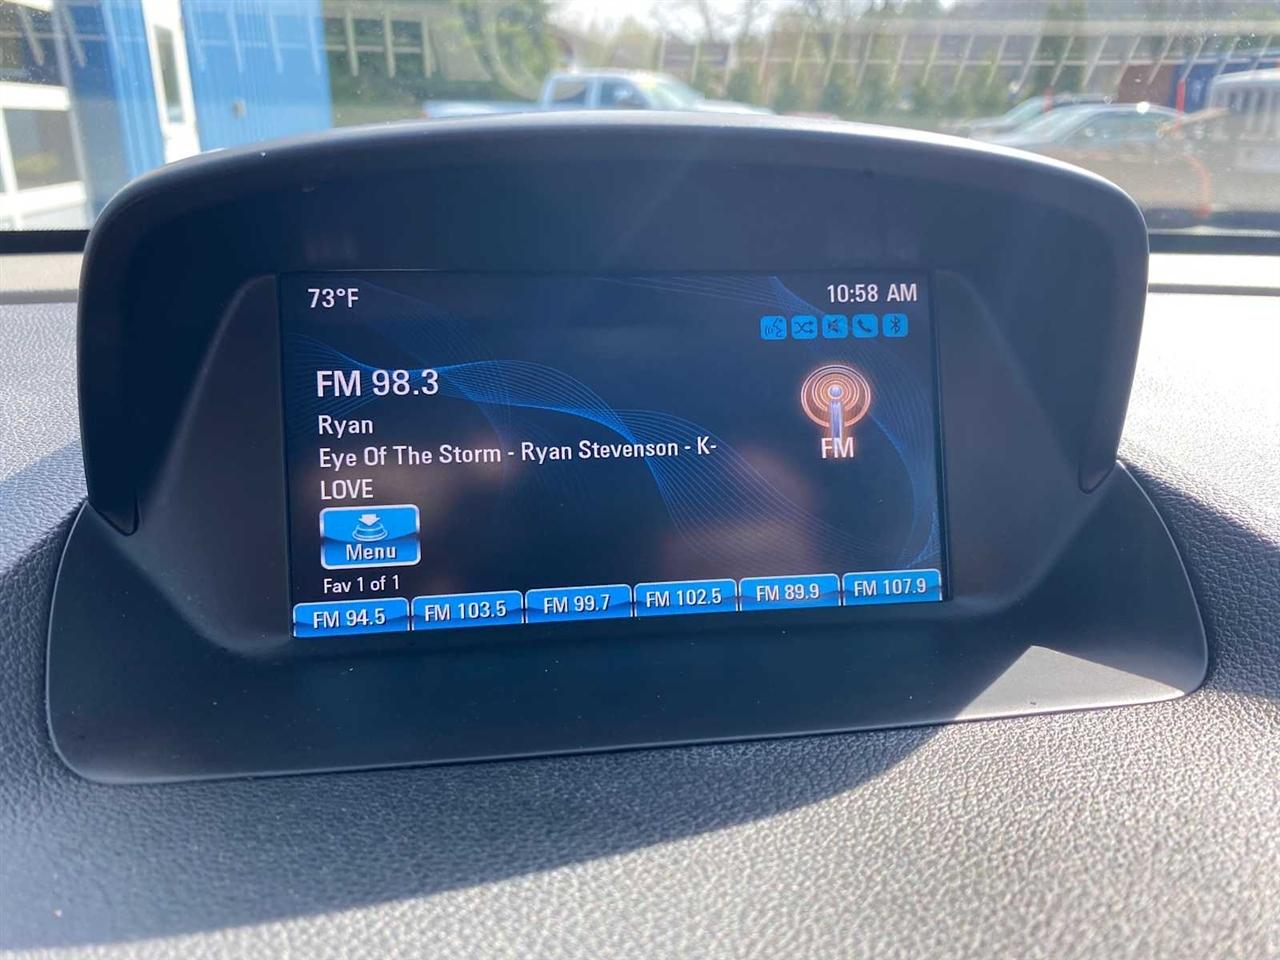 73°F
10:58 AM
FM 98.3
Ryan
Eye Of The Storm - Ryan Stevenson - K-
LOVE
FM
Menu
Fav 1 of 1
FM 94.5 FM 103.5 FM 99.7 FM 102.5 FM 89.9 FM 107.9